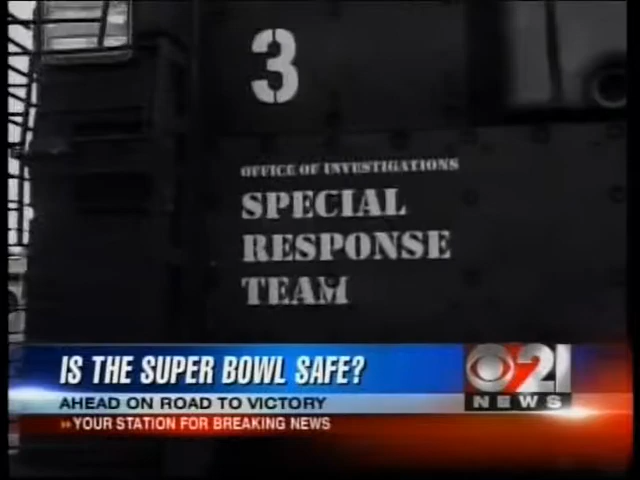 3
OFFICE OF INVESTIGATIONS
SPECIAL
RESPONSE
TEAM
IS THE SUPER BOWL SAFE?
AHEAD ON ROAD TO VICTORY
»YOUR STATION FOR BREAKING NEWS
21
NEWS